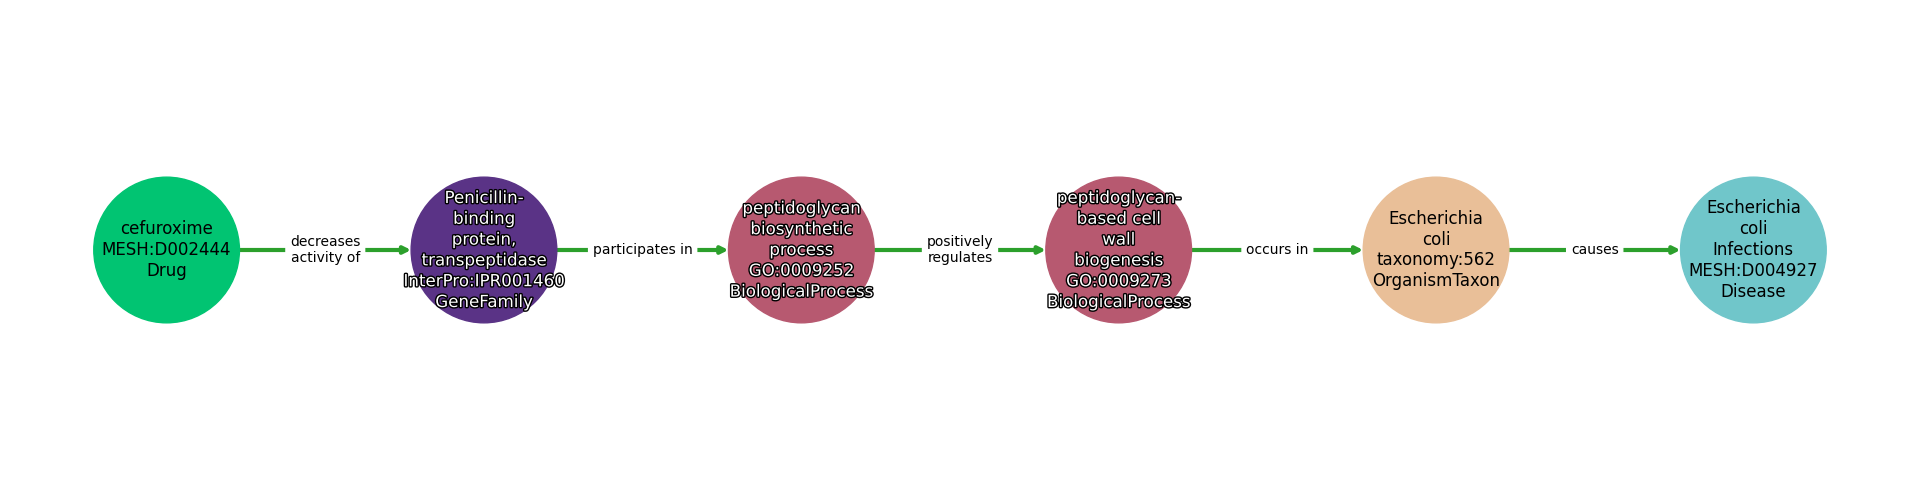 cefuroxime
MESH:D002444
Drug
decreases
activity of
Penicillin-
binding
protein,
transpeptidase
InterPro:IPR001460
GeneFamily
participates in
peptidoglycan
biosynthetic
process
GO:0009252
BiologicalProcess
positively
regulates
peptidoglycan-
based cell
wall
biogenesis
GO:0009273
BiologicalProcess
occurs in
Escherichia
coli
taxonomy:562
OrganismTaxon
causes
Escherichia
coli
Infections
MESH:D004927
Disease